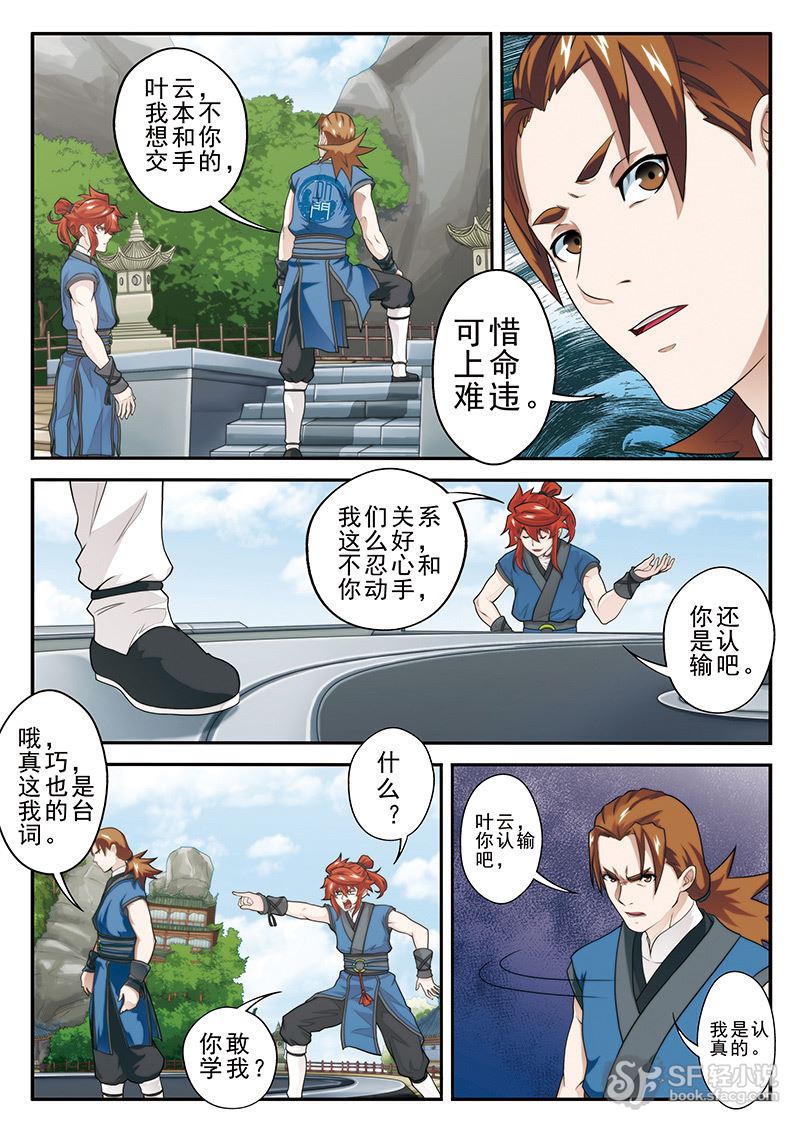 叶云，
我本不
想和你
交手的，
惜命违
可上难
。
我们关系
这么好，
不忍心和
你动手，
还认吧。
你是输
哦，
真巧，是
这也台
我的词
。
什么？
你敢
学我？
叶云，
你认输
吧，
我是认
真的。
門
SF轻小说
book.sfacg.com